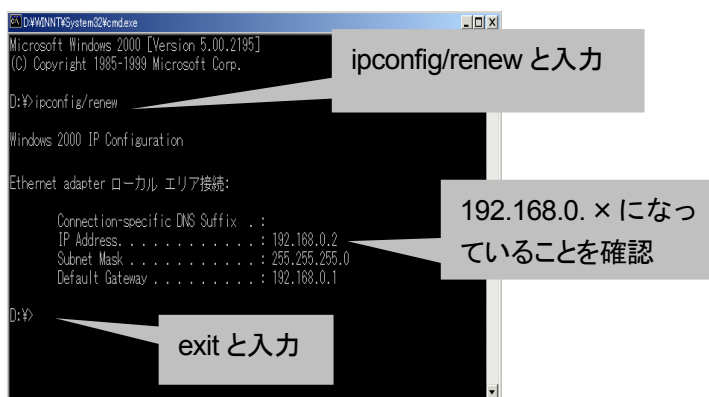 D:¥WINNT¥System32¥cmd.exe
Microsoft Windows 2000 [Version 5.00.2195]
(C) Copyright 1985-1999 Microsoft Corp.
ipconfig/renew と入力
D:¥>ipconfig/renew
Windows 2000 IP Configuration
Ethernet adapter ローカル エリア接続:
Connection-specific DNS Suffix . :
IP Address. . . . . . . . . . . . : 192.168.0.2
Subnet Mask . . . . . . . . . . . : 255.255.255.0
Default Gateway . . . . . . . . . : 192.168.0.1
192.168.0. × になっ
ていることを確認
D:¥>
exit と入力